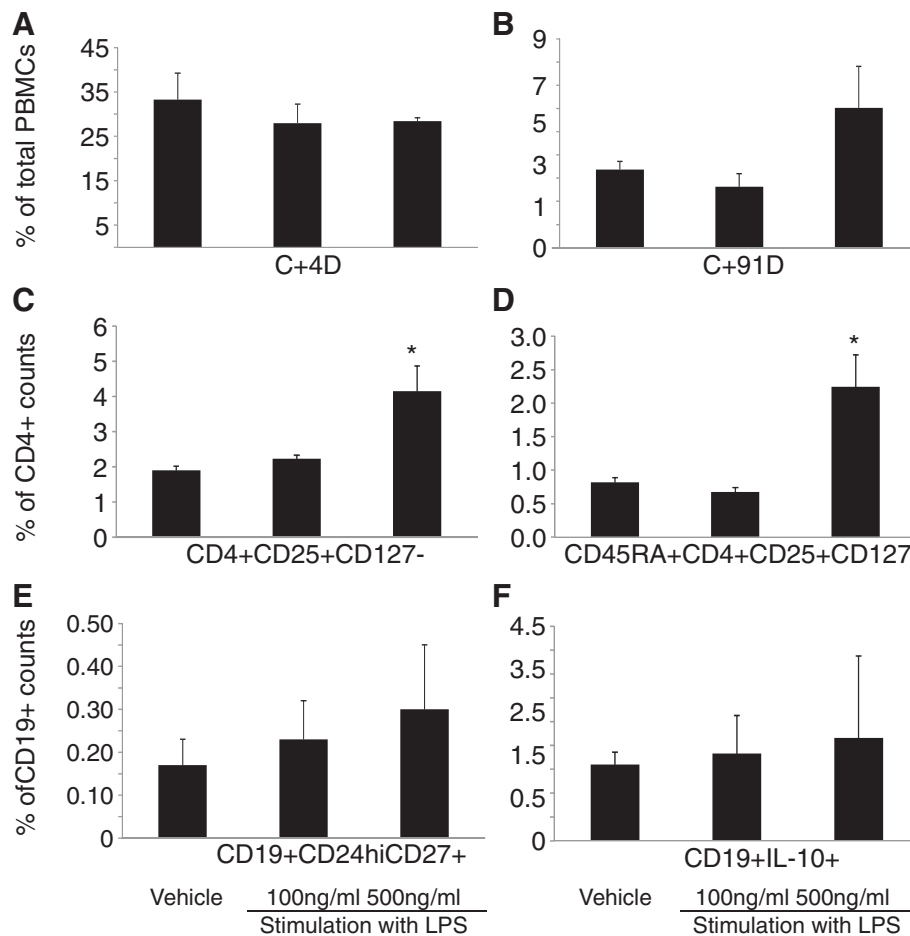 A
% of total PBMCs
45
35
25
15
5
C+4D
B
9
7
5
3
1
0
C+91D
C
% of CD4+ counts
6
5
4
3
2
1
0
*
CD4+CD25+CD127-
D
3.0
2.5
2.0
1.5
1.0
0.5
0.0
*
CD45RA+CD4+CD25+CD127
E
% ofCD19+ counts
0.50
0.40
0.30
0.20
0.10
0
CD19+CD24hiCD27+
F
4.5
3.5
2.5
1.5
0.5
0
CD19+IL-10+
Vehicle 100ng/ml 500ng/ml
Stimulation with LPS
Vehicle 100ng/ml 500ng/ml
Stimulation with LPS